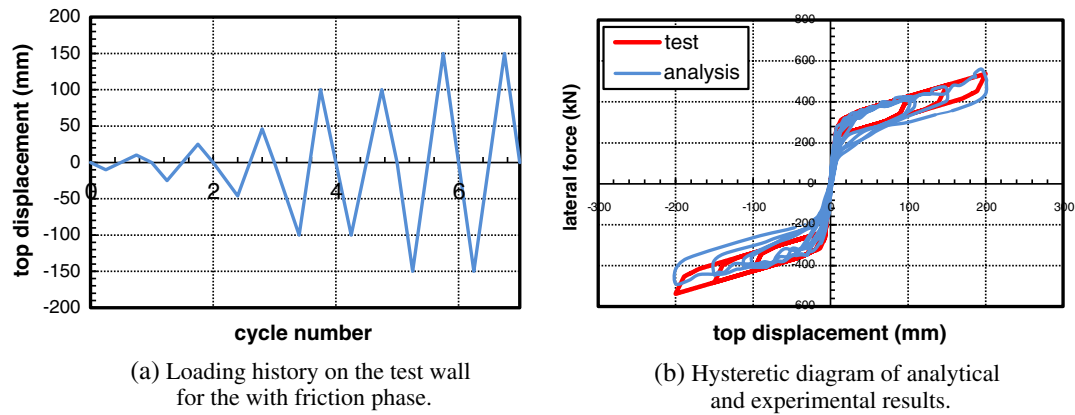 200
150
100
50
0
-50
-100
-150
-200
0 2 4 6
top displacement (mm)
cycle number
(a) Loading history on the test wall
for the with friction phase.
800
600
400
200
0
-200
-400
-600
-300 -200 -100 0 100 200 300
test
analysis
lateral force (kN)
top displacement (mm)
(b) Hysteretic diagram of analytical
and experimental results.